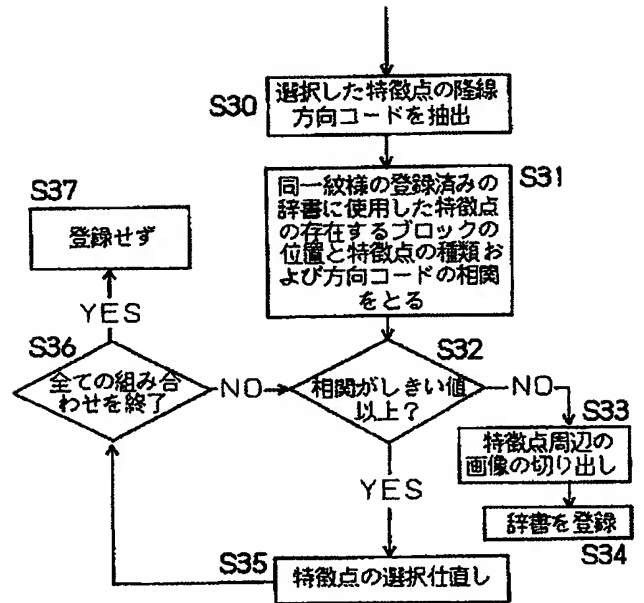 S30
選択した特徴点の隆線
方向コードを抽出
S31
同一紋様の登録済みの
辞書に使用した特徴点
の存在するブロックの
位置と特徴点の種類お
よび方向コードの相関
をとる
S37
登録せず
YES
S36
全ての組み合
わせを終了
NO
S32
相関がしきい値
以上?
NO
S33
特徴点周辺の
画像の切り出し
辞書を登録
S34
YES
S35
特徴点の選択仕直し